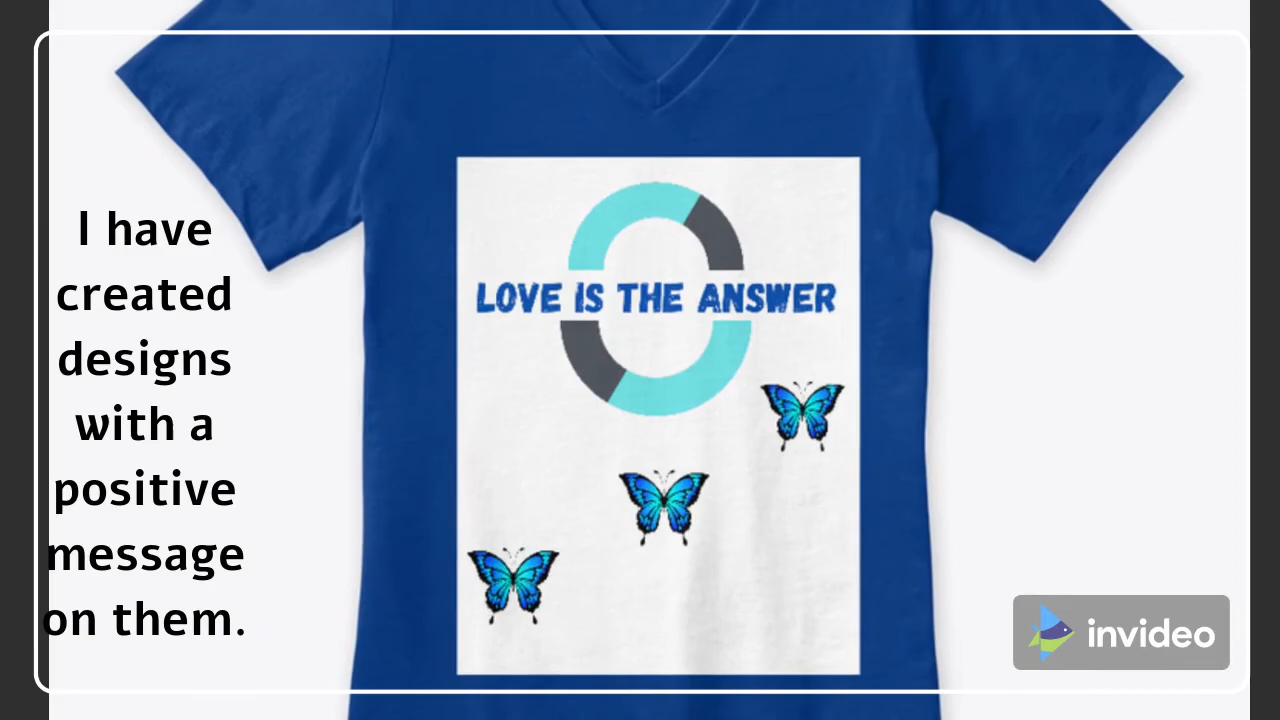 I have
created
designs
with a
positive
message
on them.
LOVE IS THE ANSWER
invideo